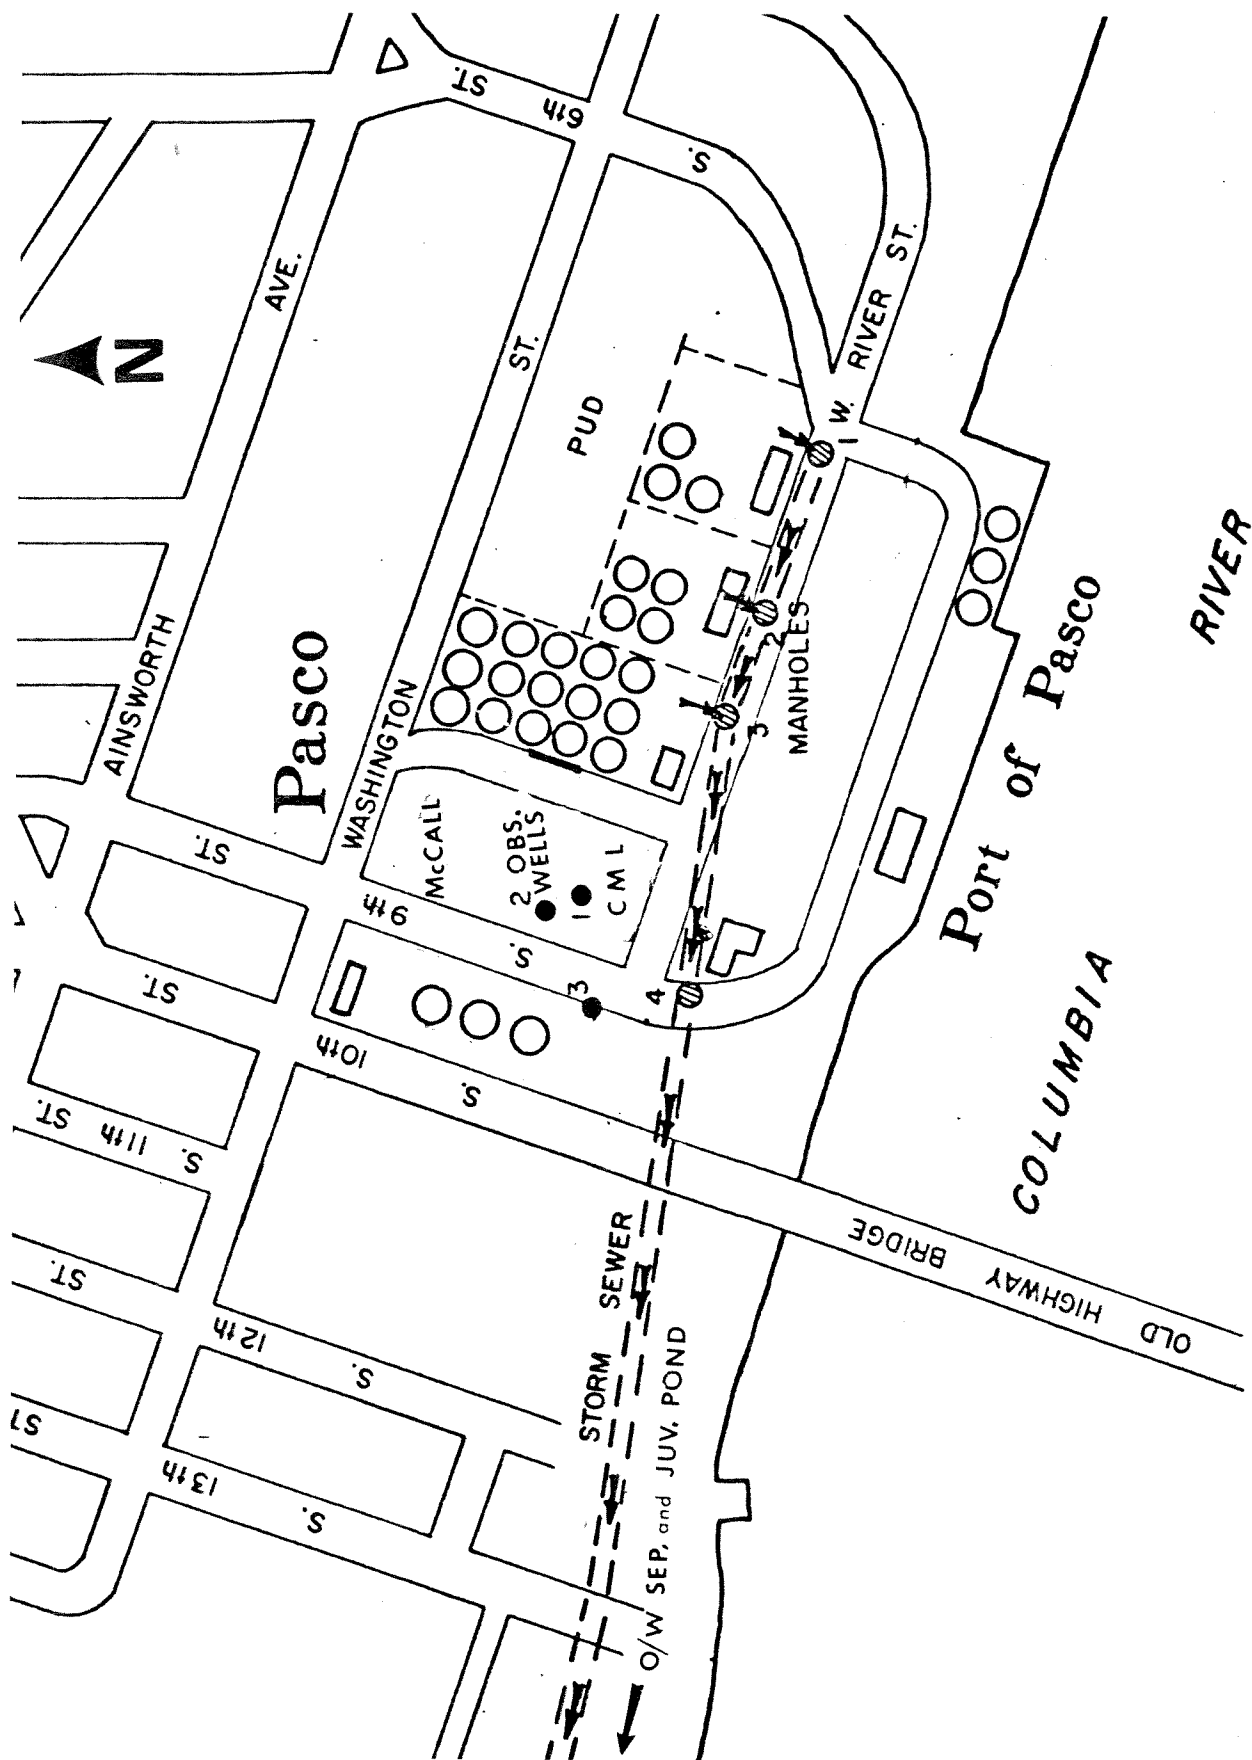 N
AINSWORTH AVE.
Pasco
WASHINGTON ST.
S. 6th ST.
PUD
W. RIVER ST.
1
2
3
MANHOLES
4
McCALL
2 OBS.
WELLS
1
C M L
3
S. 9th ST.
S. 10th ST.
S. 11th ST.
S. 12th ST.
S. 13th ST
STORM SEWER
O/W SEP, and JUV. POND
OLD HIGHWAY BRIDGE
Port of Pasco
COLUMBIA RIVER